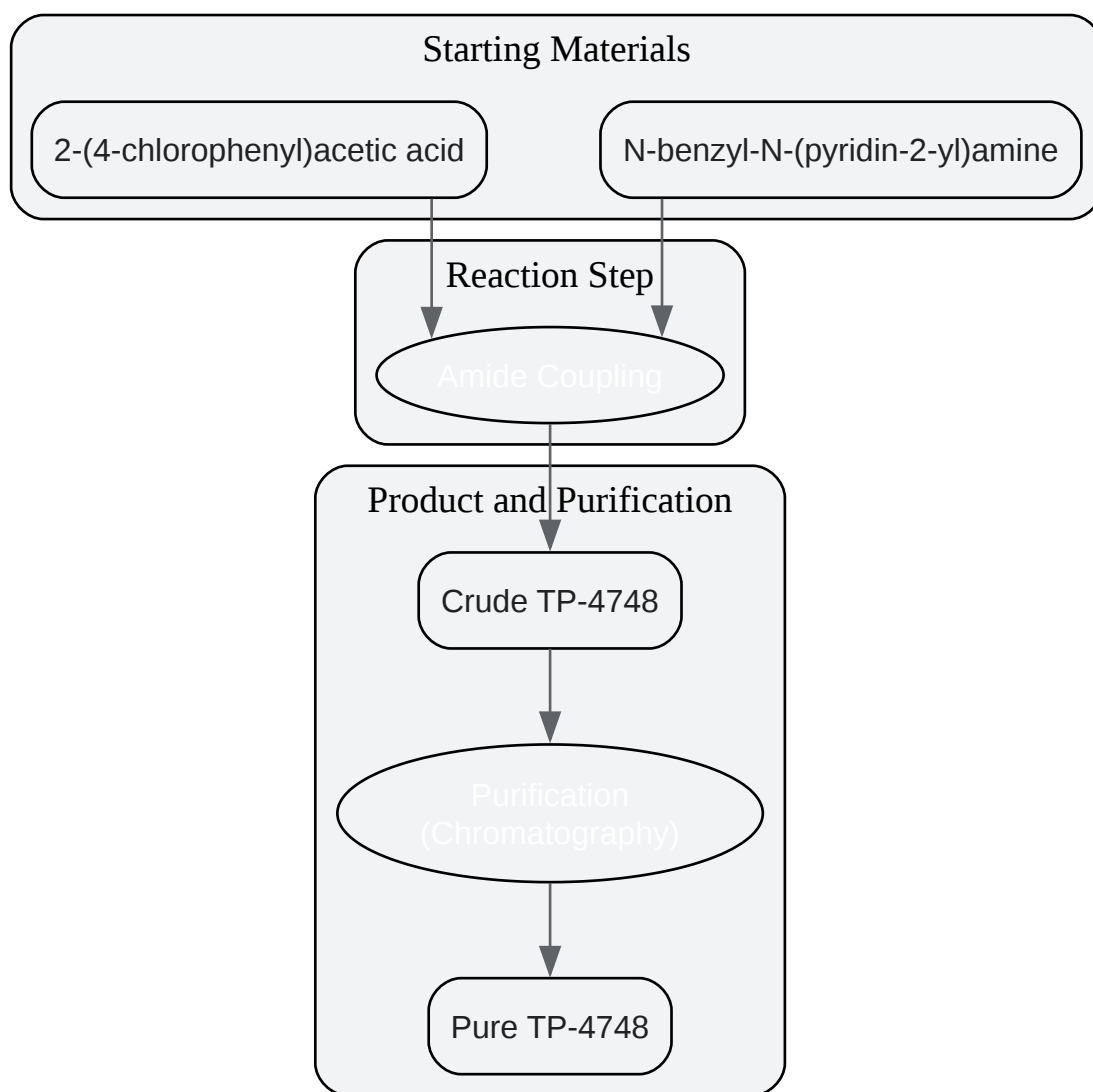 Starting Materials
2-(4-chlorophenyl)acetic acid
N-benzyl-N-(pyridin-2-yl)amine
Reaction Step
Amide Coupling
Product and Purification
Crude TP-4748
Purification
(Chromatography)
Pure TP-4748